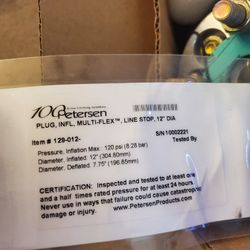 100 Petersen
PLUG, INFL, MULTI-FLEX™, LINE STOP, 12" DIA
Item # 129-012-
S/N 10002221
Tested By
Pressure, Inflation Max: 120 psi (8.28 bar)
Diameter, Inflated: 12" (304.80mm)
Diameter, Deflated: 7.75" (196.85mm)
CERTIFICATION: Inspected and tested to at least one
and a half times rated pressure for at least 24 hours
Never use in ways that failure could cause catastrophic
damage or injury.
www.PetersenProducts.com